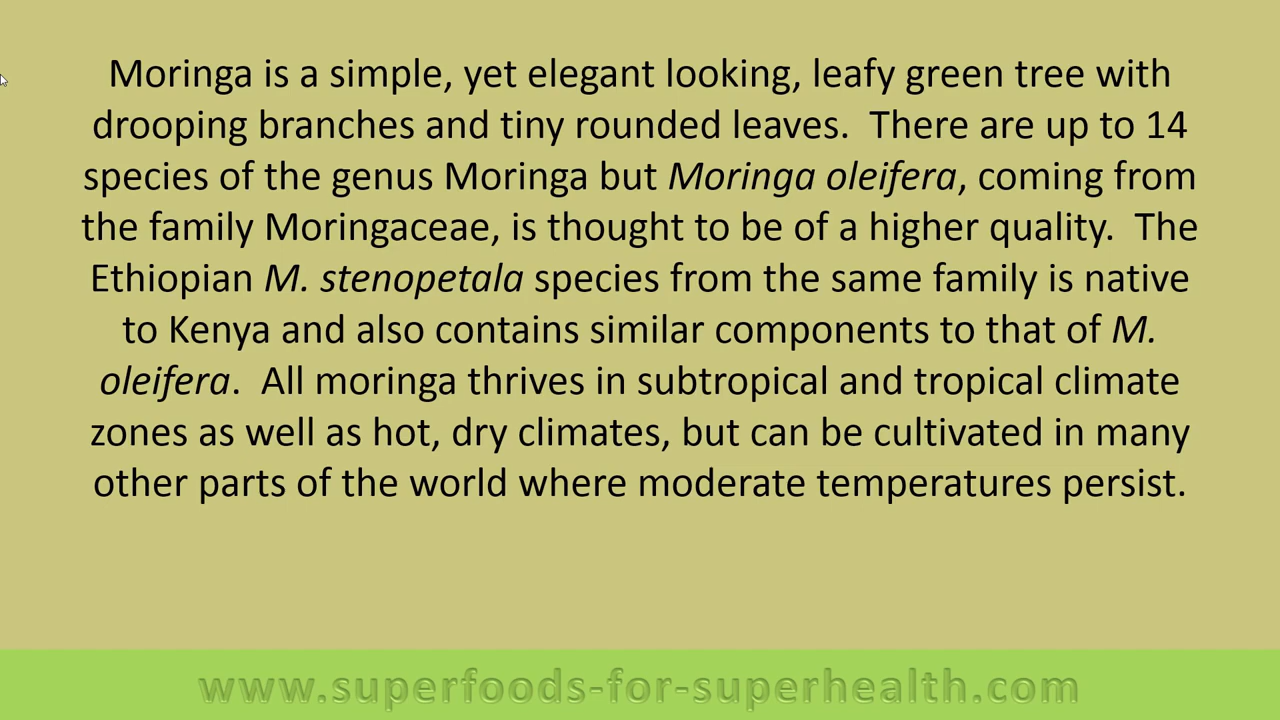 Moringa is a simple, yet elegant looking, leafy green tree with
drooping branches and tiny rounded leaves.  There are up to 14
species of the genus Moringa but Moringa oleifera, coming from
the family Moringaceae, is thought to be of a higher quality.  The
Ethiopian M. stenopetala species from the same family is native
to Kenya and also contains similar components to that of M.
oleifera.  All moringa thrives in subtropical and tropical climate
zones as well as hot, dry climates, but can be cultivated in many
other parts of the world where moderate temperatures persist.
www.superfoods-for-superhealth.com